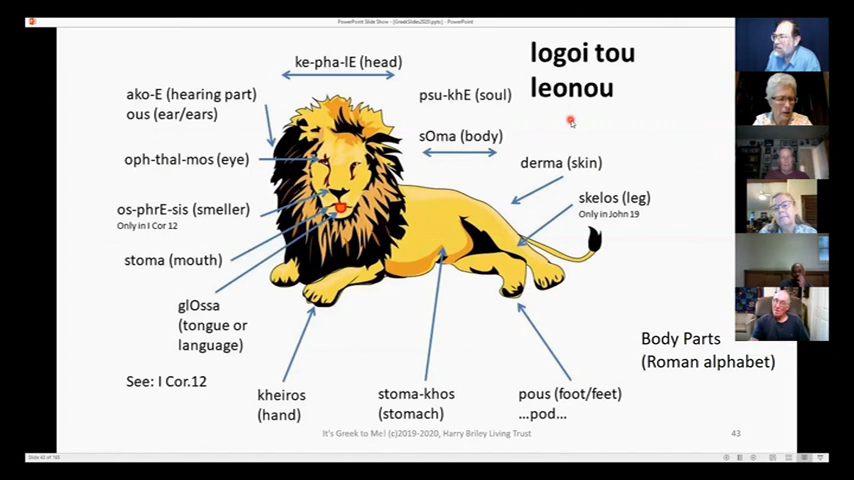 PowerPoint Slide Show - [GreekSlides2020.pptx] - PowerPoint
logoi tou
leonou
ke-pha-lE (head)
ako-E (hearing part)
ous (ear/ears)
psu-khE (soul)
sOma (body)
oph-thal-mos (eye)
derma (skin)
skelos (leg)
Only in John 19
os-phrE-sis (smeller)
Only in I Cor 12
stoma (mouth)
glOssa
(tongue or
language)
Body Parts
(Roman alphabet)
See: I Cor.12
kheiros
(hand)
stoma-khos
(stomach)
pous (foot/feet)
...pod...
It's Greek to Me! (c)2019-2020, Harry Briley Living Trust
43